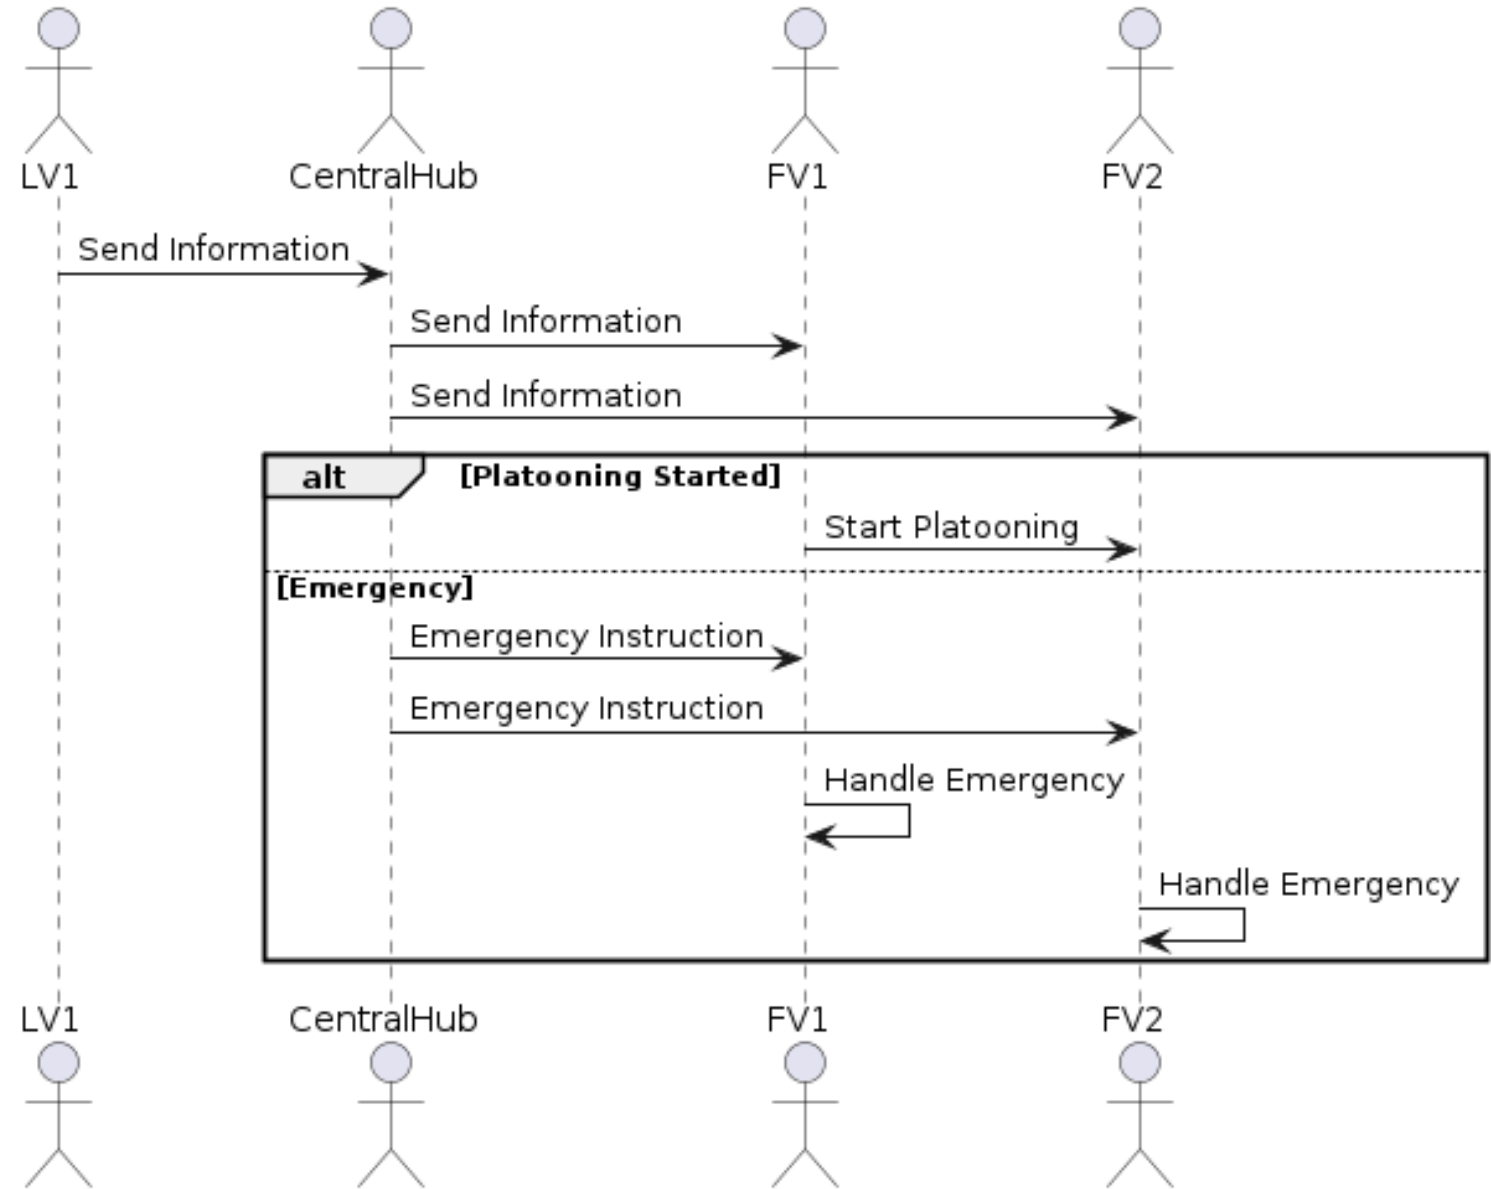 LV1 CentralHub FV1 FV2
Send Information
Send Information
Send Information
alt [Platooning Started]
Start Platooning
[Emergency]
Emergency Instruction
Emergency Instruction
Handle Emergency
Handle Emergency
LV1 CentralHub FV1 FV2